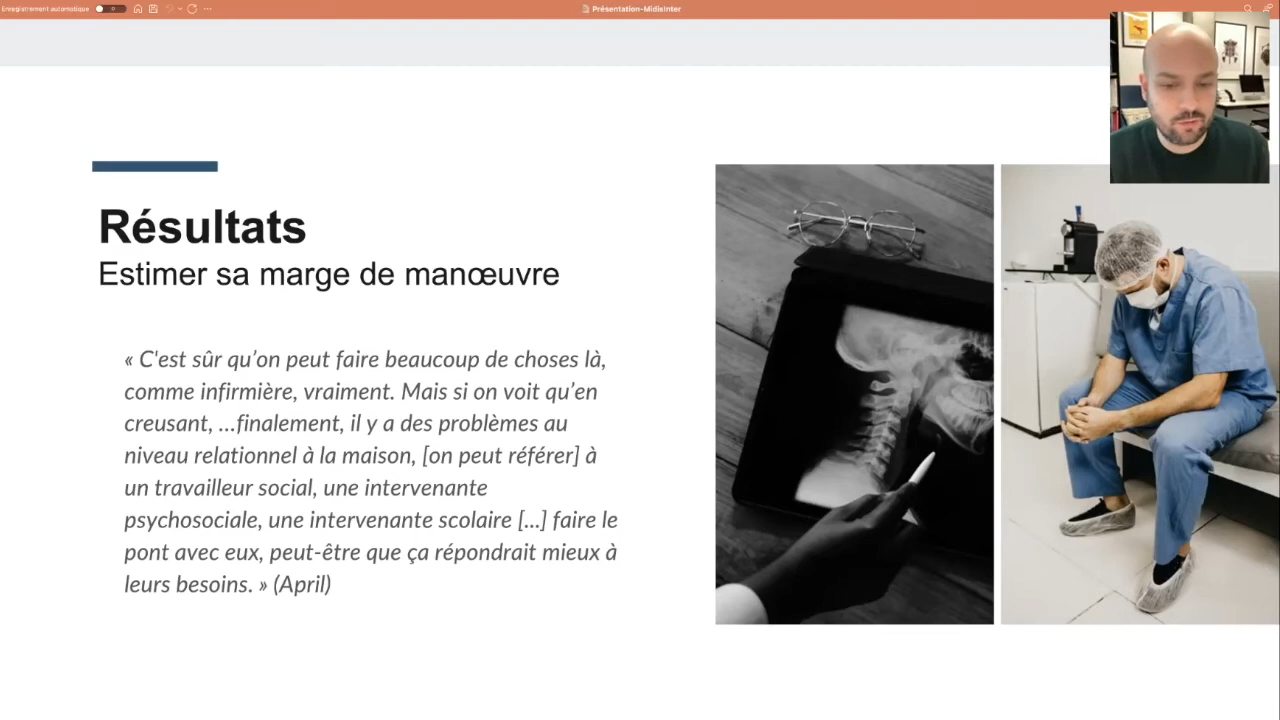 Enregistrement automatique
Présentation-MidisInter
Résultats
Estimer sa marge de manœuvre
« C'est sûr qu’on peut faire beaucoup de choses là,
comme infirmière, vraiment. Mais si on voit qu’en
creusant, ...finalement, il y a des problèmes au
niveau relationnel à la maison, [on peut référer] à
un travailleur social, une intervenante
psychosociale, une intervenante scolaire [...] faire le
pont avec eux, peut-être que ça répondrait mieux à
leurs besoins. » (April)